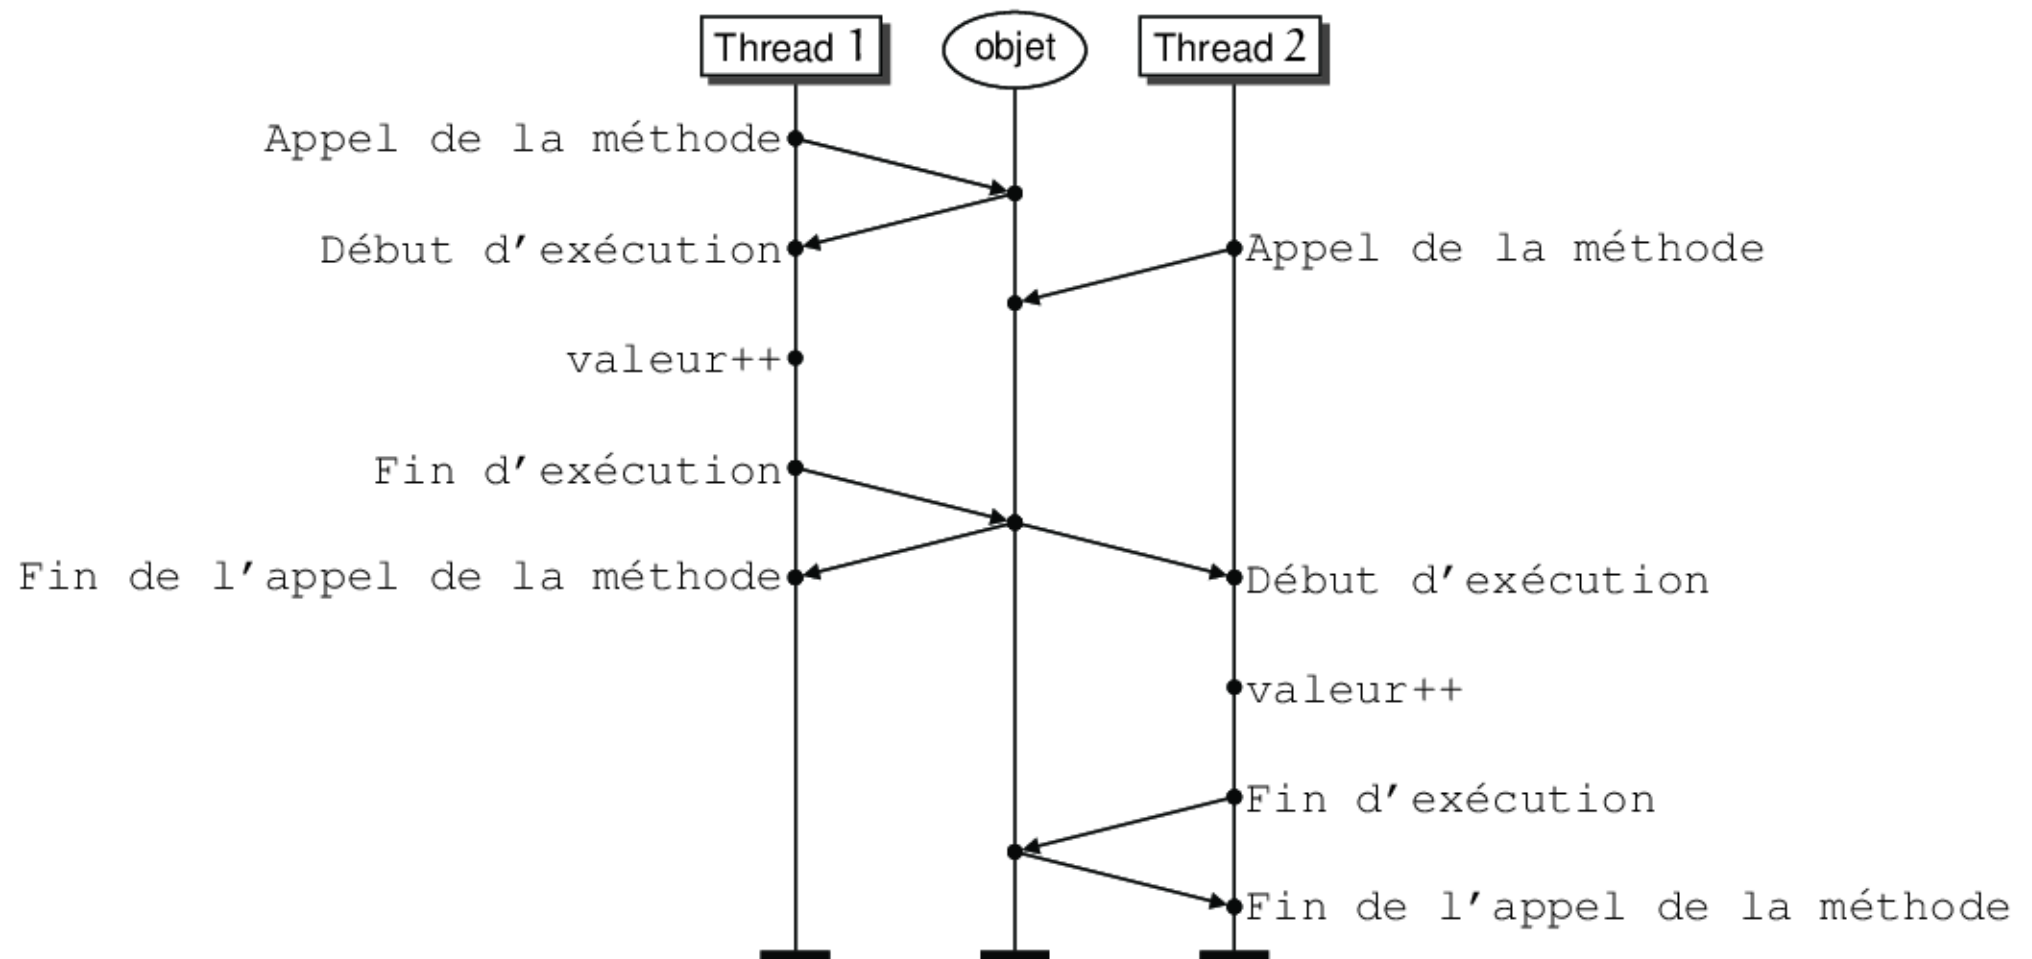 Thread 1
objet
Thread 2
Appel de la méthode
Début d'exécution
Appel de la méthode
valeur++
Fin d'exécution
Fin de l'appel de la méthode
Début d'exécution
valeur++
Fin d'exécution
Fin de l'appel de la méthode